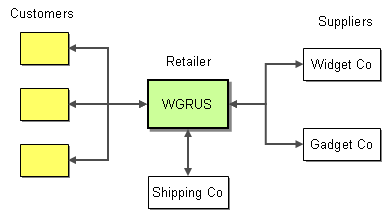 Customers
Suppliers
Retailer
Widget Co
WGRUS
Gadget Co
Shipping Co